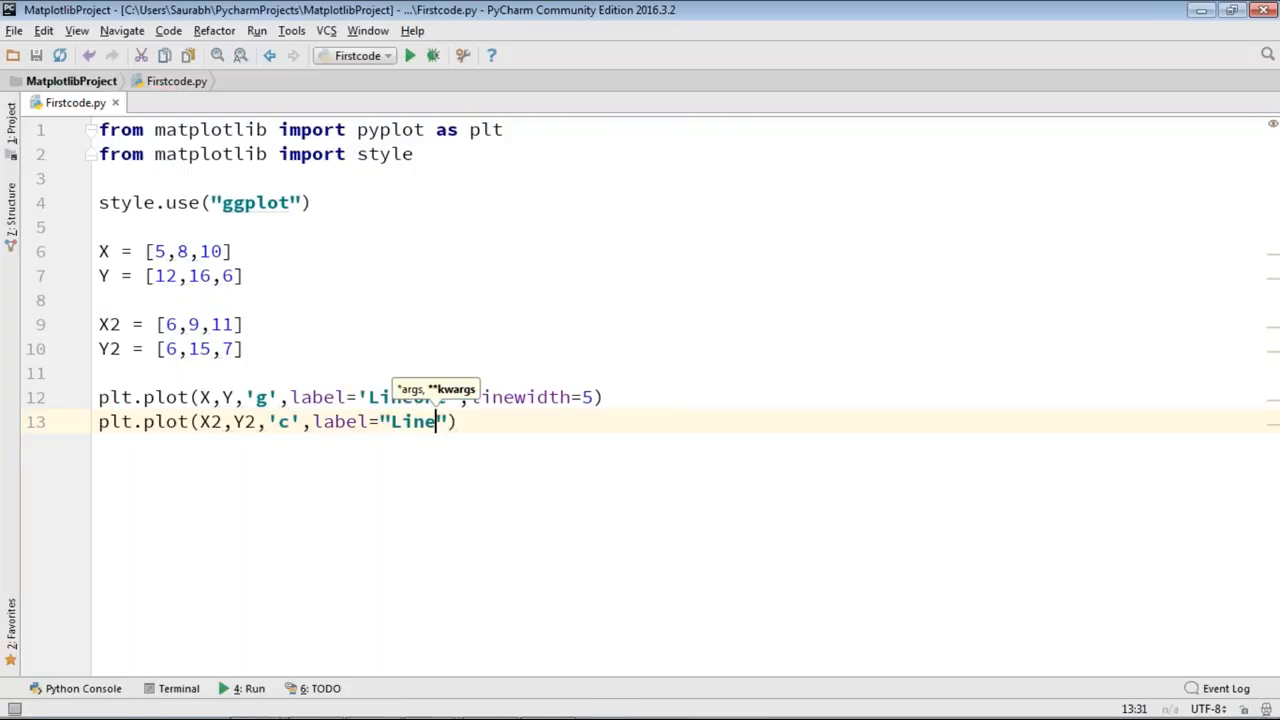 MatplotlibProject - [C:\Users\Saurabh\PycharmProjects\MatplotlibProject] - ...\Firstcode.py - PyCharm Community Edition 2016.3.2
File Edit View Navigate Code Refactor Run Tools VCS Window Help
Firstcode
MatplotlibProject Firstcode.py
Firstcode.py
1: Project
Z: Structure
2: Favorites
1 from matplotlib import pyplot as plt
2 from matplotlib import style
3
4 style.use("ggplot")
5
6 X = [5,8,10]
7 Y = [12,16,6]
8
9 X2 = [6,9,11]
10 Y2 = [6,15,7]
11
*args, **kwargs
12 plt.plot(X,Y,'g',label=' ,linewidth=5)
13 plt.plot(X2,Y2,'c',label="Line")
Python Console Terminal 4: Run 6: TODO Event Log
13:31 n/a UTF-8